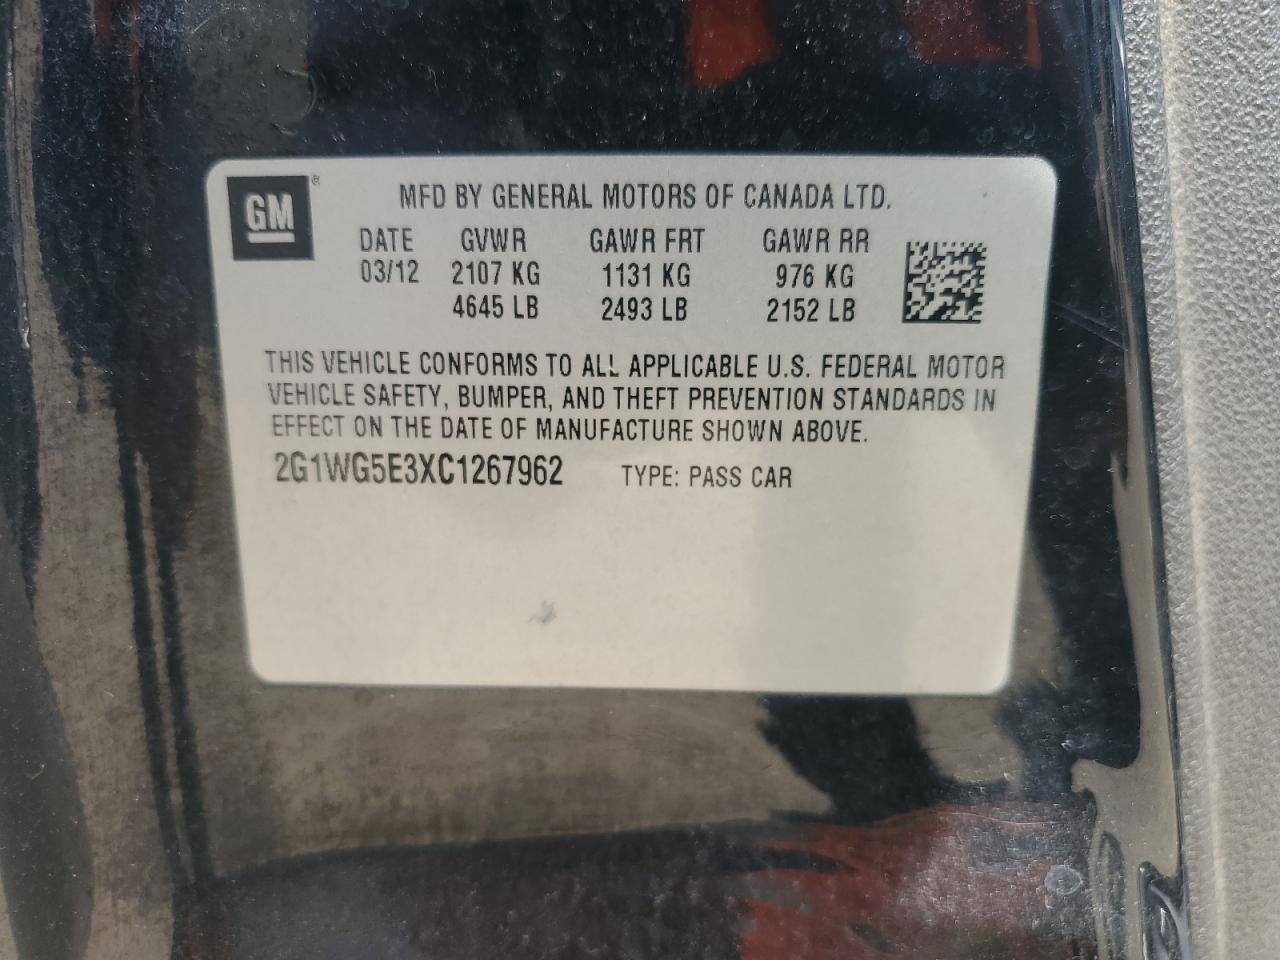 GM ®
MFD BY GENERAL MOTORS OF CANADA LTD.
DATE GVWR GAWR FRT GAWR RR
03/12 2107 KG 1131 KG 976 KG
4645 LB 2493 LB 2152 LB
THIS VEHICLE CONFORMS TO ALL APPLICABLE U.S. FEDERAL MOTOR
VEHICLE SAFETY, BUMPER, AND THEFT PREVENTION STANDARDS IN
EFFECT ON THE DATE OF MANUFACTURE SHOWN ABOVE.
2G1WG5E3XC1267962 TYPE: PASS CAR